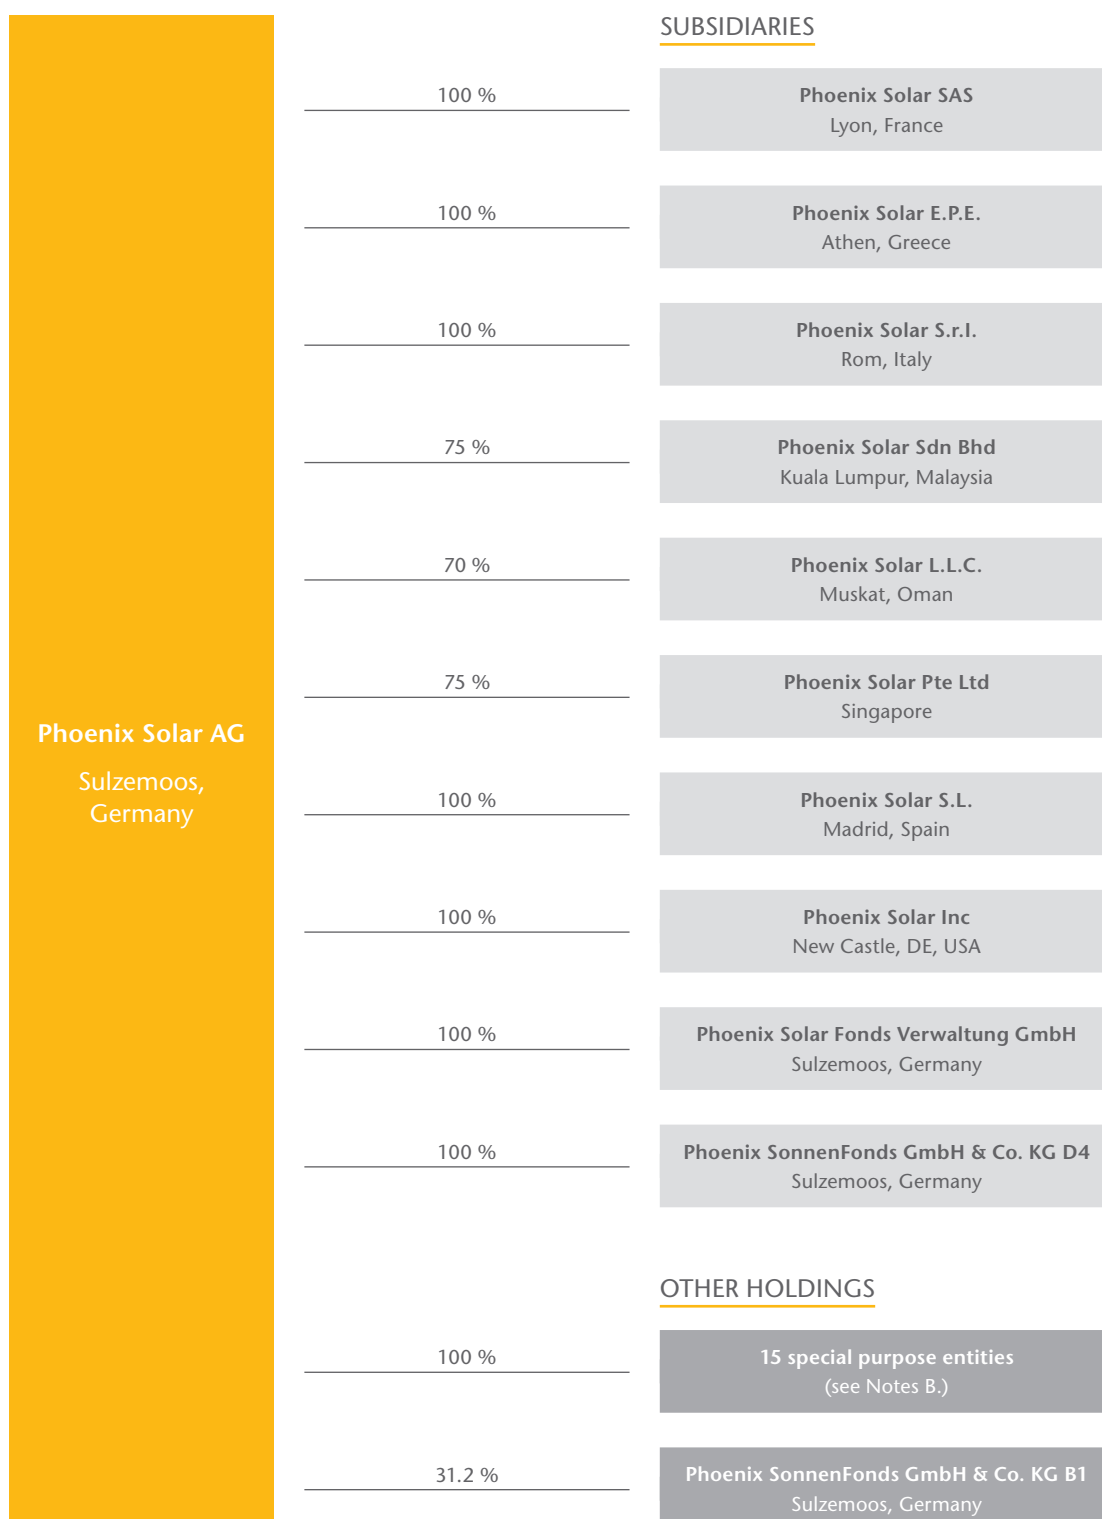 SUBSIDIARIES
100 %
Phoenix Solar SAS
Lyon, France
100 %
Phoenix Solar E.P.E.
Athen, Greece
100 %
Phoenix Solar S.r.I.
Rom, Italy
75 %
Phoenix Solar Sdn Bhd
Kuala Lumpur, Malaysia
70 %
Phoenix Solar L.L.C.
Muskat, Oman
75 %
Phoenix Solar Pte Ltd
Singapore
Phoenix Solar AG
Sulzemoos,
Germany
100 %
Phoenix Solar S.L.
Madrid, Spain
100 %
Phoenix Solar Inc
New Castle, DE, USA
100 %
Phoenix Solar Fonds Verwaltung GmbH
Sulzemoos, Germany
100 %
Phoenix SonnenFonds GmbH & Co. KG D4
Sulzemoos, Germany
OTHER HOLDINGS
100 %
15 special purpose entities
(see Notes B.)
31.2 %
Phoenix SonnenFonds GmbH & Co. KG B1
Sulzemoos, Germany